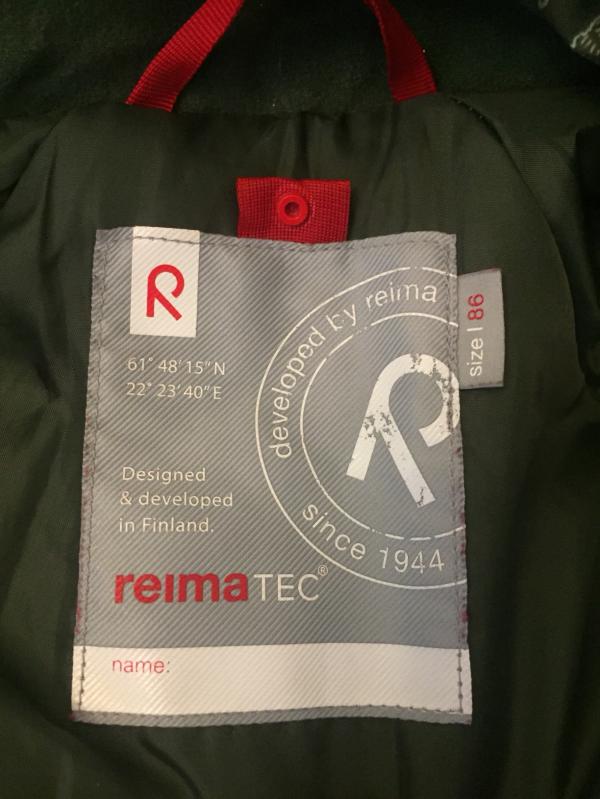 61° 48' 15" N
22° 23' 40" E
developed by reima
since 1944
size | 86
Designed
& developed
in Finland.
reimaTEC®
name: